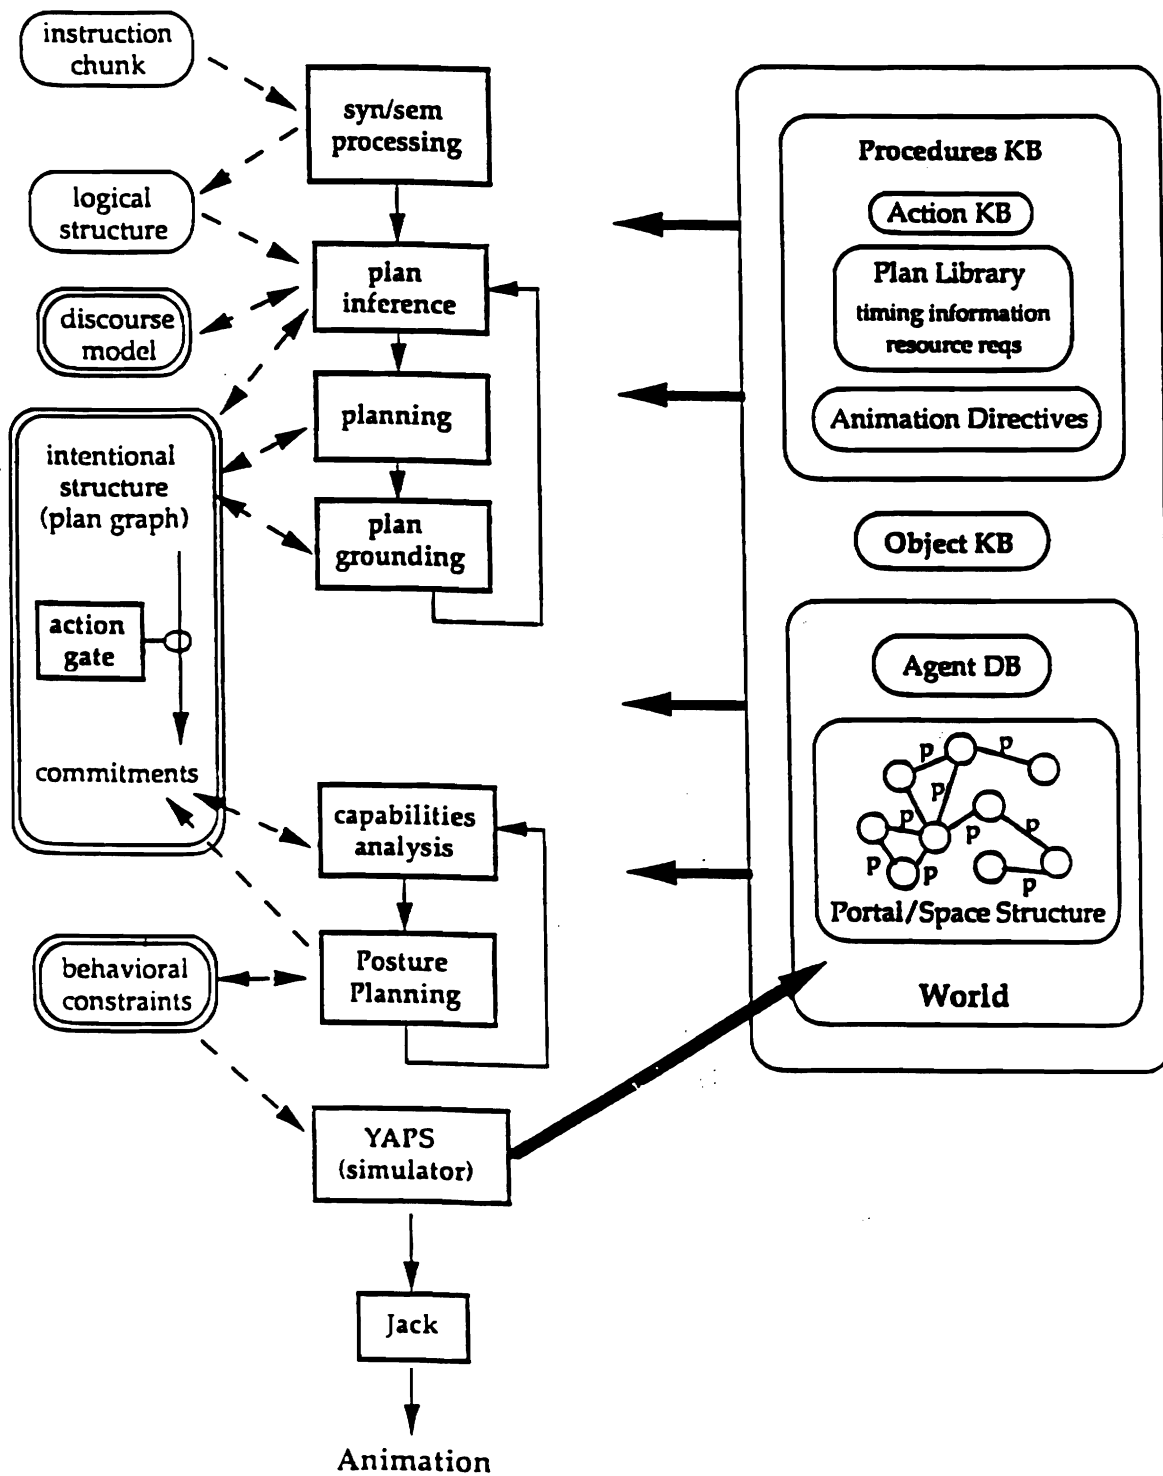 instruction
chunk
syn/sem
processing
logical
structure
plan
inference
discourse
model
planning
intentional
structure
(plan graph)
plan
grounding
action
gate
commitments
capabilities
analysis
Posture
Planning
behavioral
constraints
YAPS
(simulator)
Jack
Animation
Procedures KB
Action KB
Plan Library
timing information
resource reqs
Animation Directives
Object KB
Agent DB
p
p
p
p
p
p
p
p
p
Portal/Space Structure
World